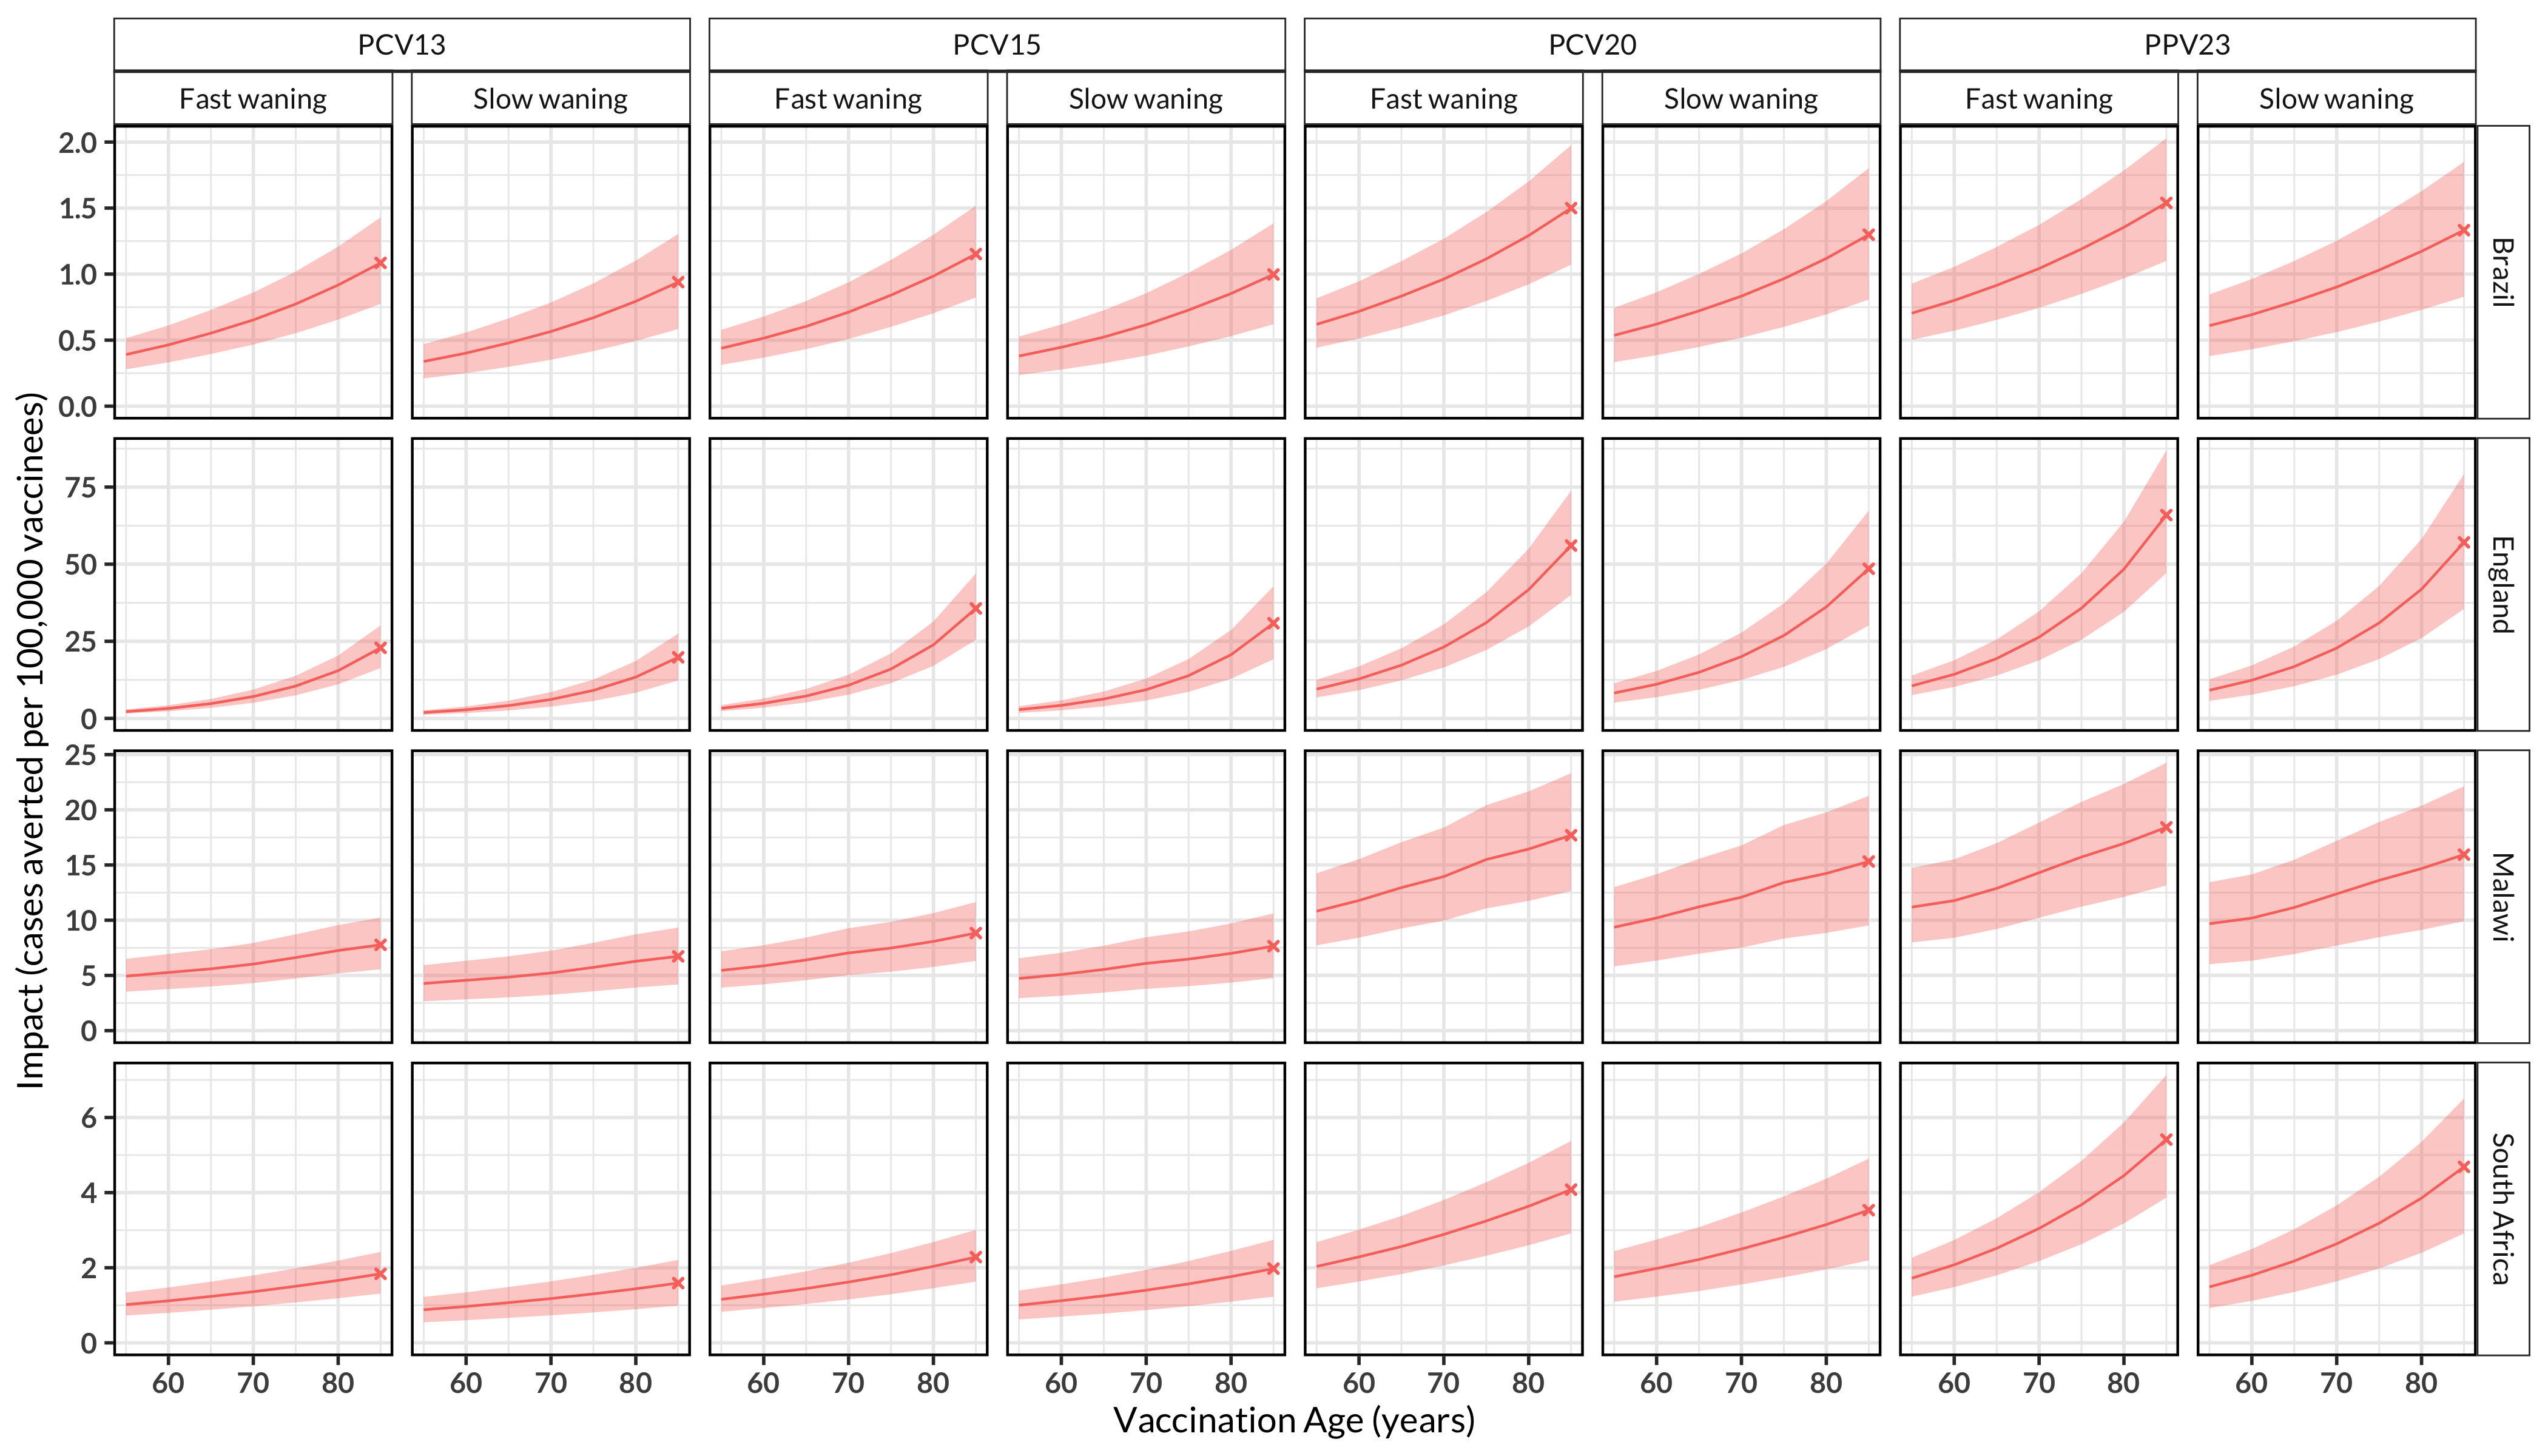 PCV13 PCV15 PCV20 PPV23
Fast waning Slow waning Fast waning Slow waning Fast waning Slow waning Fast waning Slow waning
Impact (cases averted per 100,000 vaccinees)
2.0
1.5
1.0
0.5
0.0
Brazil
75
50
25
0
England
25
20
15
10
5
0
Malawi
6
4
2
0
South Africa
60 70 80 60 70 80 60 70 80 60 70 80 60 70 80 60 70 80 60 70 80 60 70 80
Vaccination Age (years)